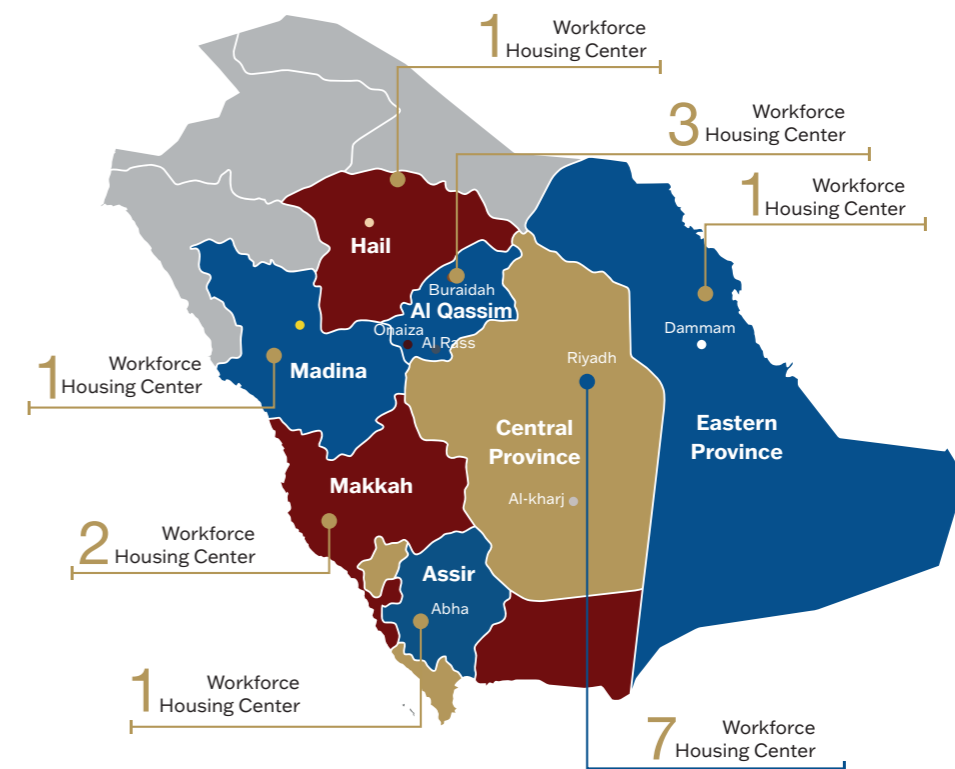 1 Workforce
Housing Center
3 Workforce
Housing Center
1 Workforce
Housing Center
Hail
Buraidah
Al Qassim
Onaiza
Al Rass
Dammam
Riyadh
Madina
1 Workforce
Housing Center
Eastern
Province
Central
Province
Makkah
Al-kharj
2 Workforce
Housing Center
Assir
Abha
1 Workforce
Housing Center
7 Workforce
Housing Center